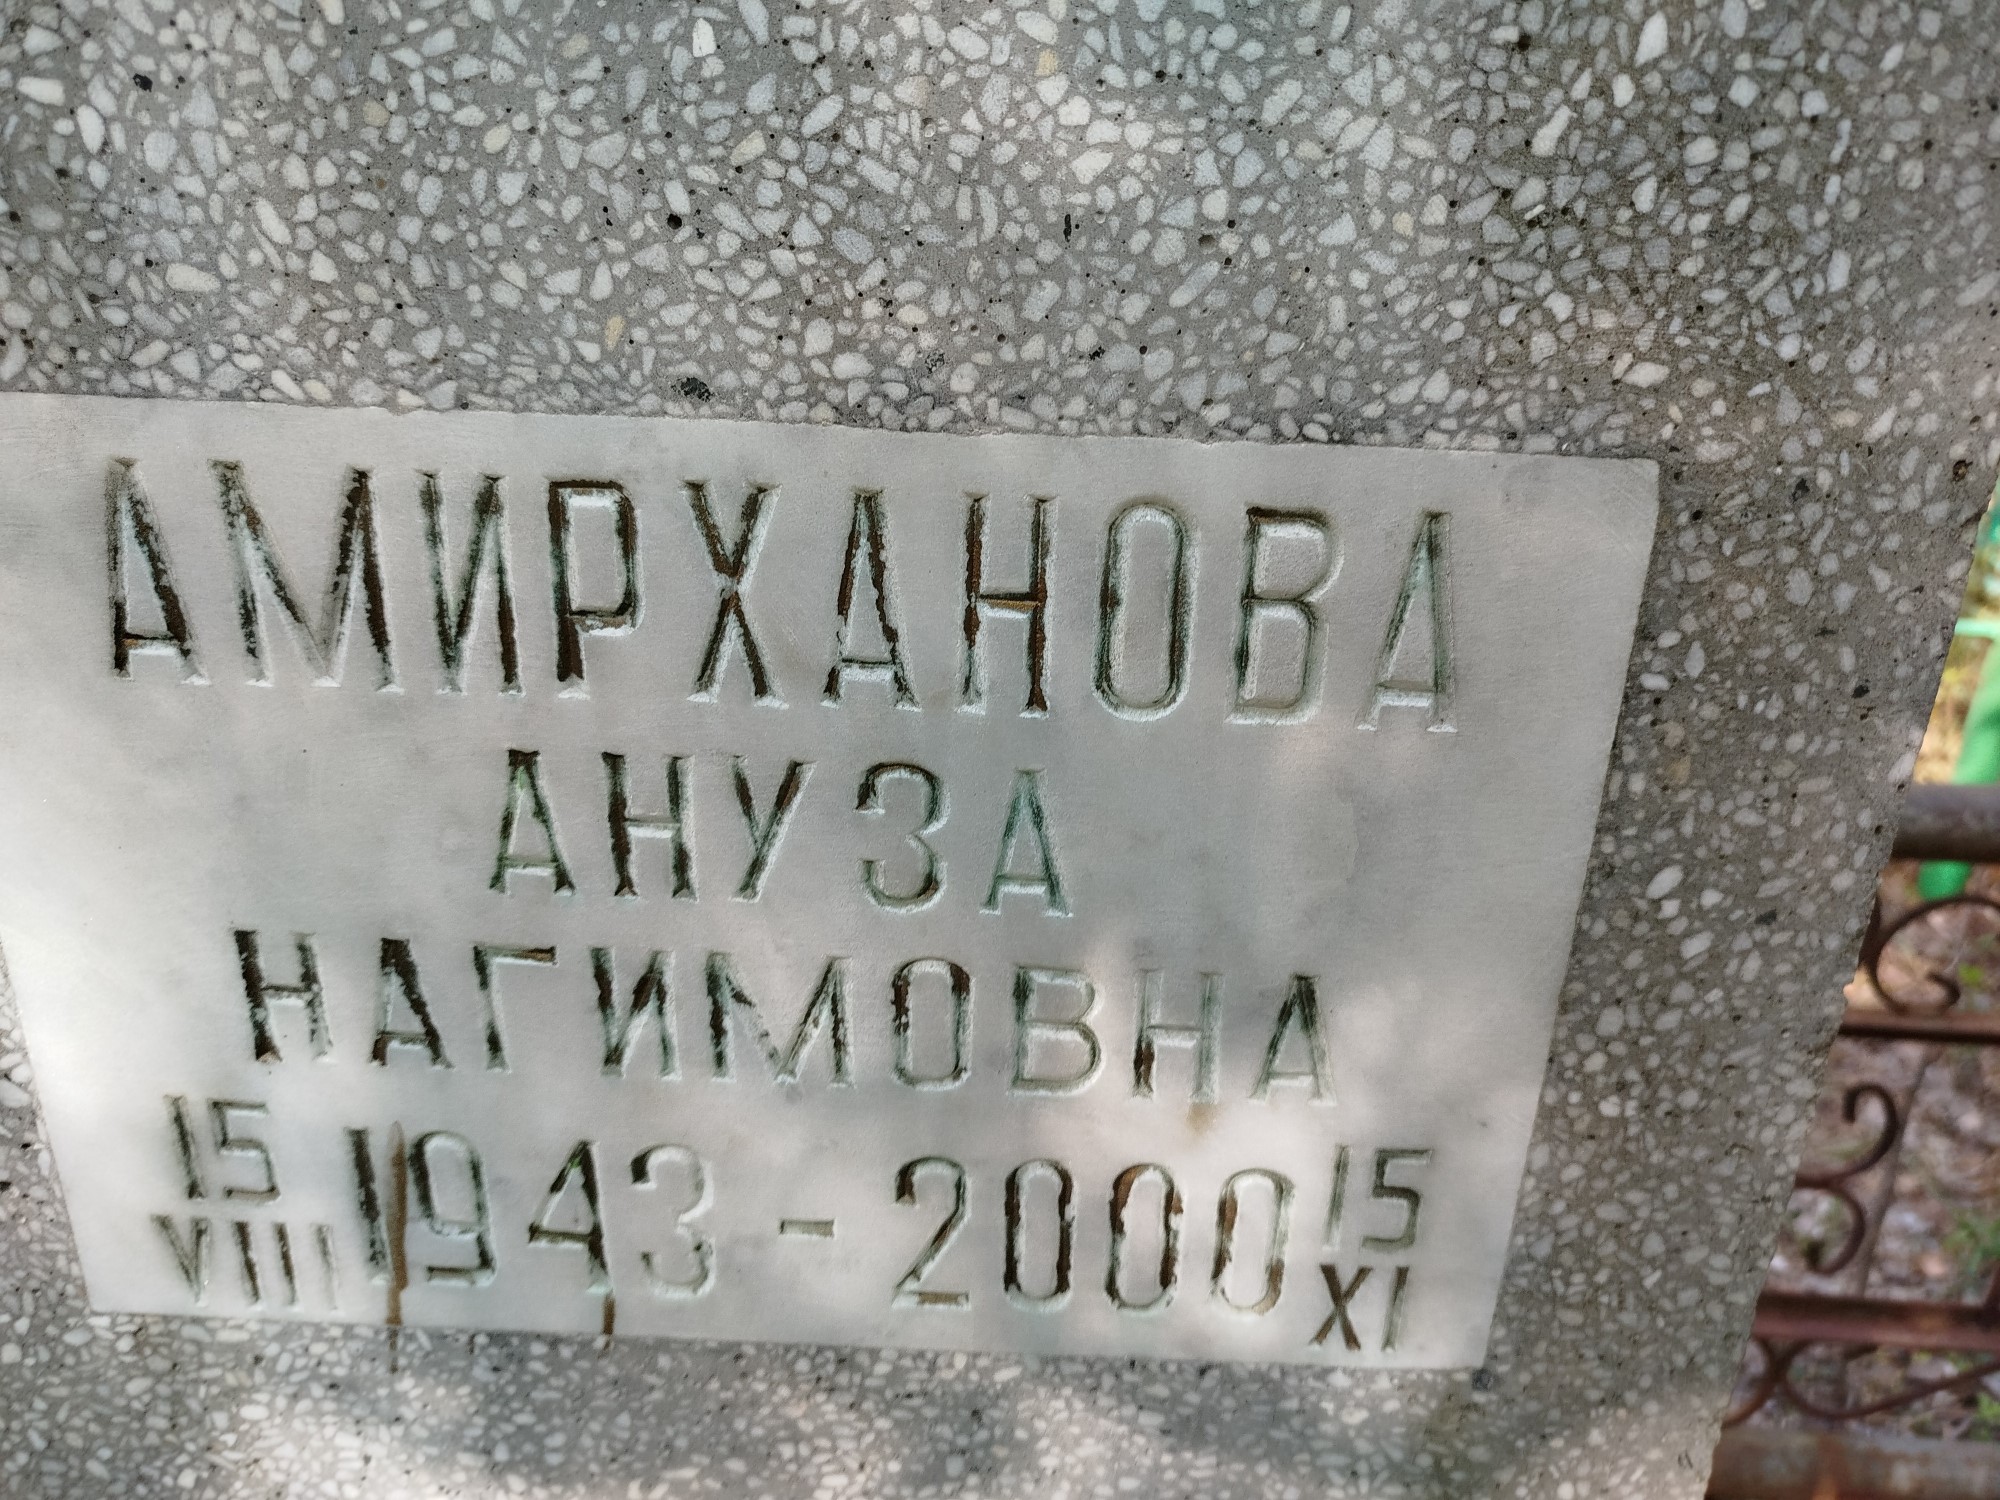 АМИРХАНОВА
АНУЗА
НАГИМОВНА
15 VIII 1943 - 2000 15 XI